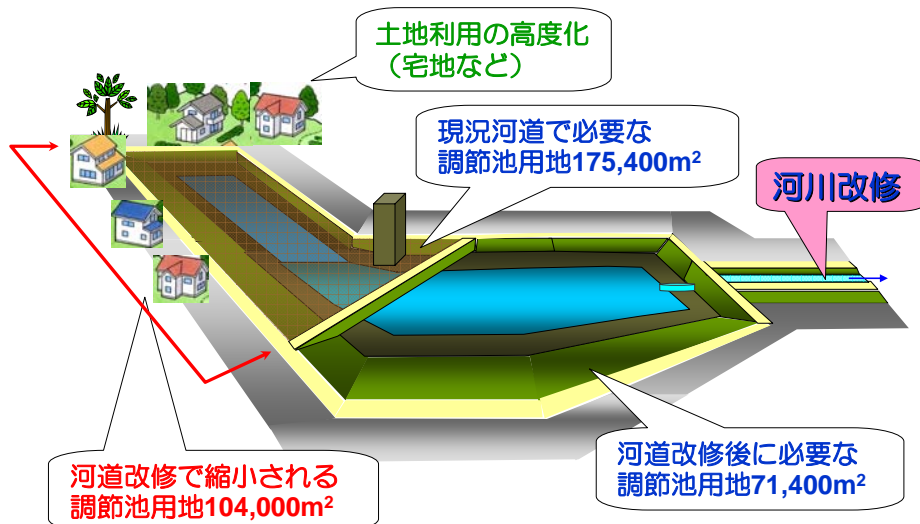 土地利用の高度化
（宅地など）
現況河道で必要な
調節池用地175,400m²
河川改修
河道改修で縮小される
調節池用地104,000m²
河道改修後に必要な
調節池用地71,400m²